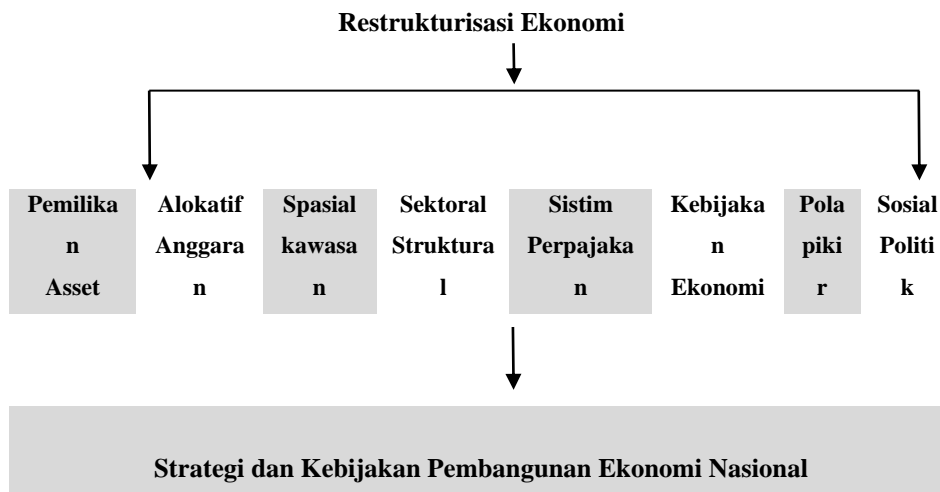 Restrukturisasi Ekonomi
Pemilika
n
Asset
Alokatif
Anggara
n
Spasial
kawasa
n
Sektoral
Struktura
l
Sistim
Perpajaka
n
Kebijaka
n
Ekonomi
Pola
piki
r
Sosial
Politi
k
Strategi dan Kebijakan Pembangunan Ekonomi Nasional